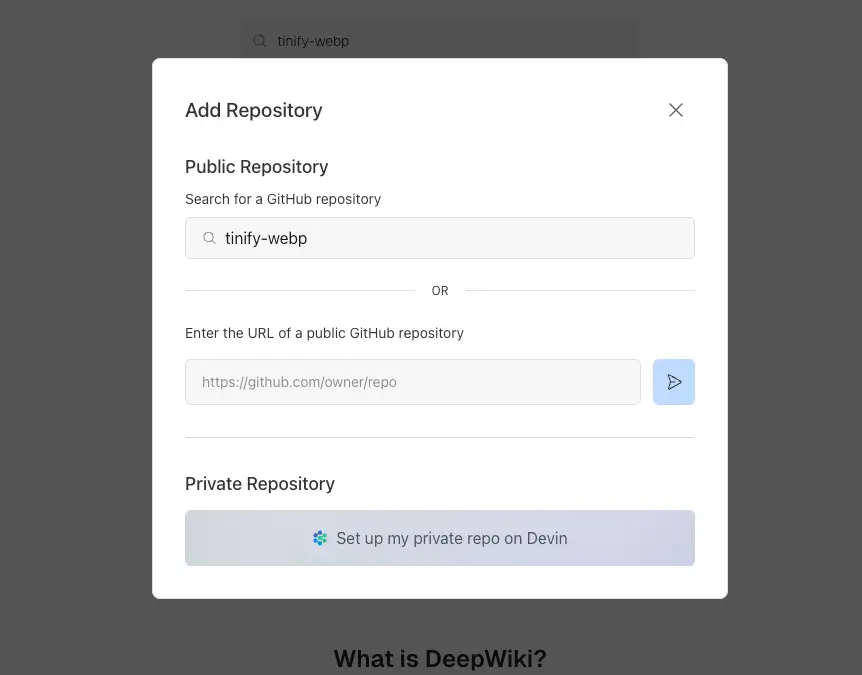 tinify-webp
Add Repository
Public Repository
Search for a GitHub repository
tinify-webp
OR
Enter the URL of a public GitHub repository
https://github.com/owner/repo
Private Repository
Set up my private repo on Devin
What is DeepWiki?